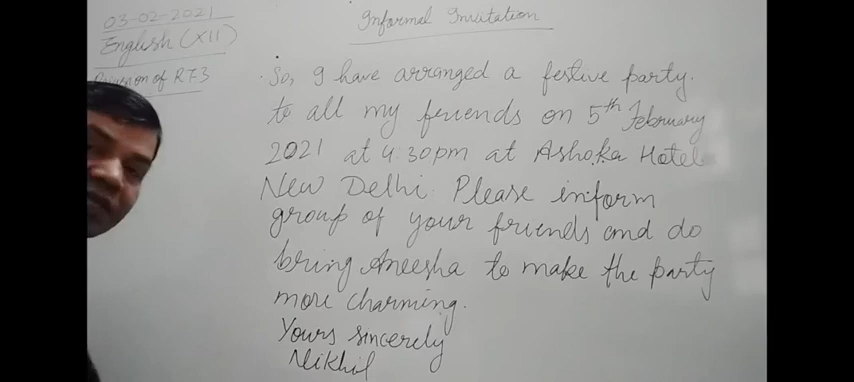 03-02-2021
English (XII)
Informal Invitation
Revision of RE3
So, I have arranged a festive party
to all my friends on 5th February
2021 at 4.30pm at Ashoka Hotel
New Delhi. Please inform
group of your friends and do
bring Aneesha to make the party
more charming.
Yours sincerely
Nikhil